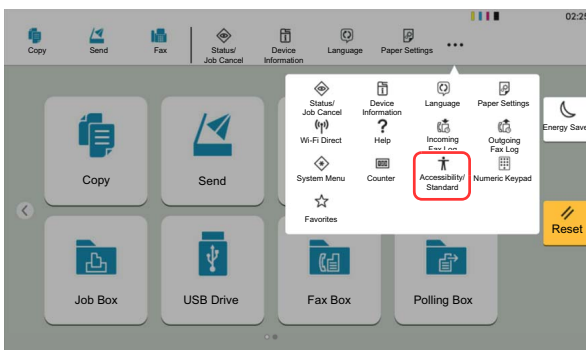 02:29
Copy
Send
Fax
Status/
Job Cancel
Device
Information
Language
Paper Settings
Status/
Job Cancel
Device
Information
Language
Paper Settings
Wi-Fi Direct
?
Help
Incoming
Fax Log
Outgoing
Fax Log
System Menu
Counter
Accessibility/
Standard
Numeric Keypad
Favorites
Energy Save
Copy
Send
Reset
Job Box
USB Drive
Fax Box
Polling Box